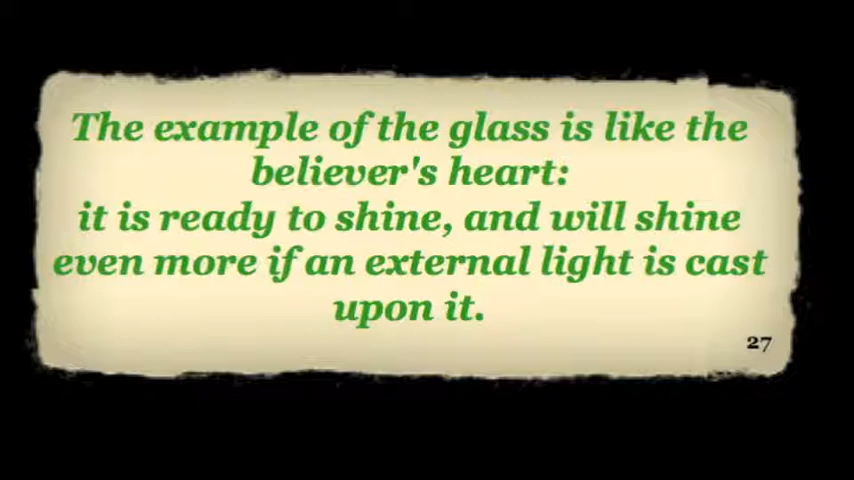 The example of the glass is like the
believer's heart:
it is ready to shine, and will shine
even more if an external light is cast
upon it.
27